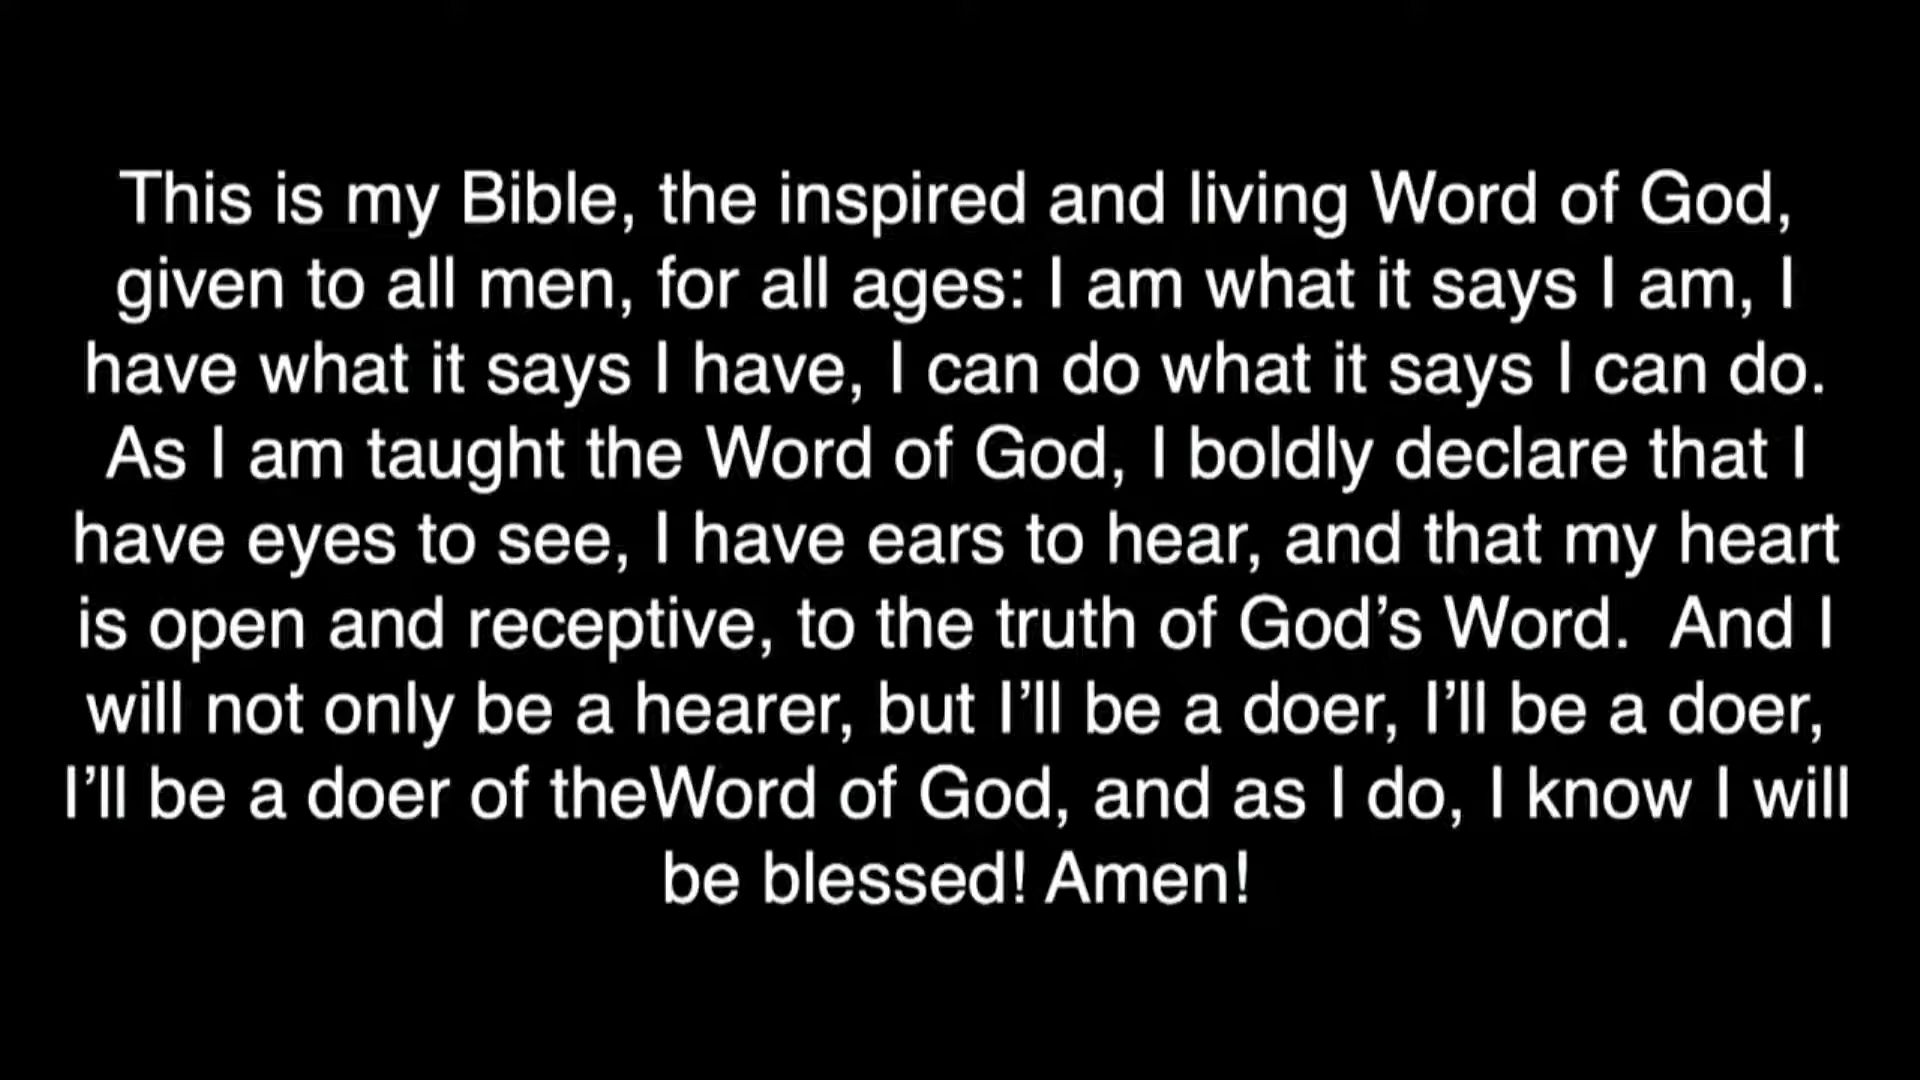 This is my Bible, the inspired and living Word of God,
given to all men, for all ages: I am what it says I am, I
have what it says I have, I can do what it says I can do.
As I am taught the Word of God, I boldly declare that I
have eyes to see, I have ears to hear, and that my heart
is open and receptive, to the truth of God’s Word.  And I
will not only be a hearer, but I’ll be a doer, I’ll be a doer,
I’ll be a doer of theWord of God, and as I do, I know I will
be blessed! Amen!